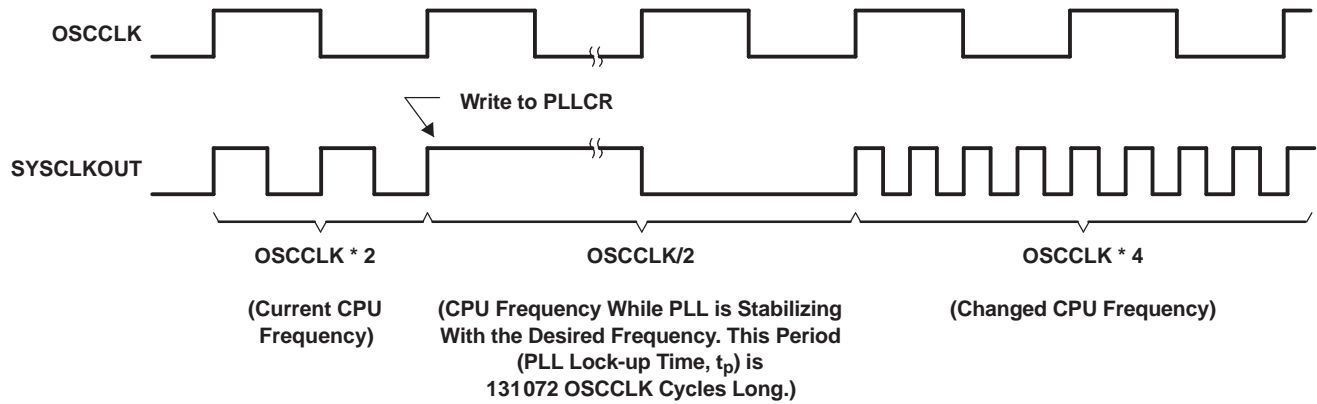 OSCCLK
Write to PLLCR
SYSCLKOUT
OSCCLK * 2
(Current CPU
Frequency)
OSCCLK/2
(CPU Frequency While PLL is Stabilizing
With the Desired Frequency. This Period
(PLL Lock-up Time, tp) is
131072 OSCCLK Cycles Long.)
OSCCLK * 4
(Changed CPU Frequency)